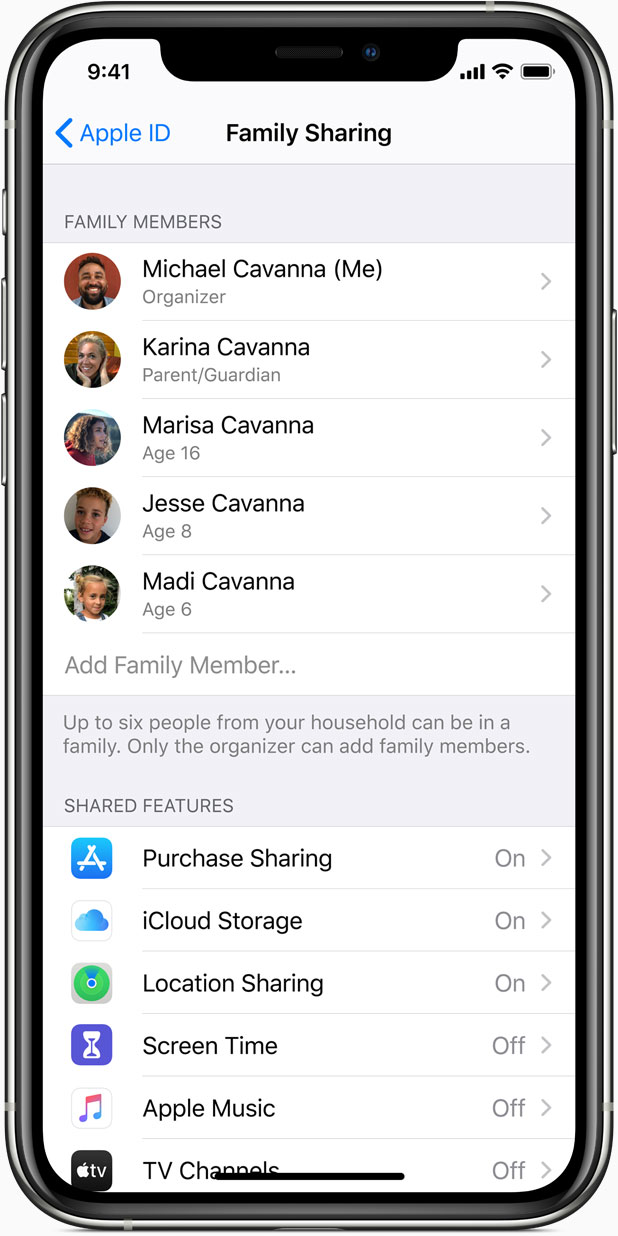 9:41
Apple ID
Family Sharing
FAMILY MEMBERS
Michael Cavanna (Me)
Organizer
Karina Cavanna
Parent/Guardian
Marisa Cavanna
Age 16
Jesse Cavanna
Age 8
Madi Cavanna
Age 6
Add Family Member...
Up to six people from your household can be in a
family. Only the organizer can add family members.
SHARED FEATURES
Purchase Sharing On
iCloud Storage On
Location Sharing On
Screen Time Off
Apple Music Off
tv TV Channels Off